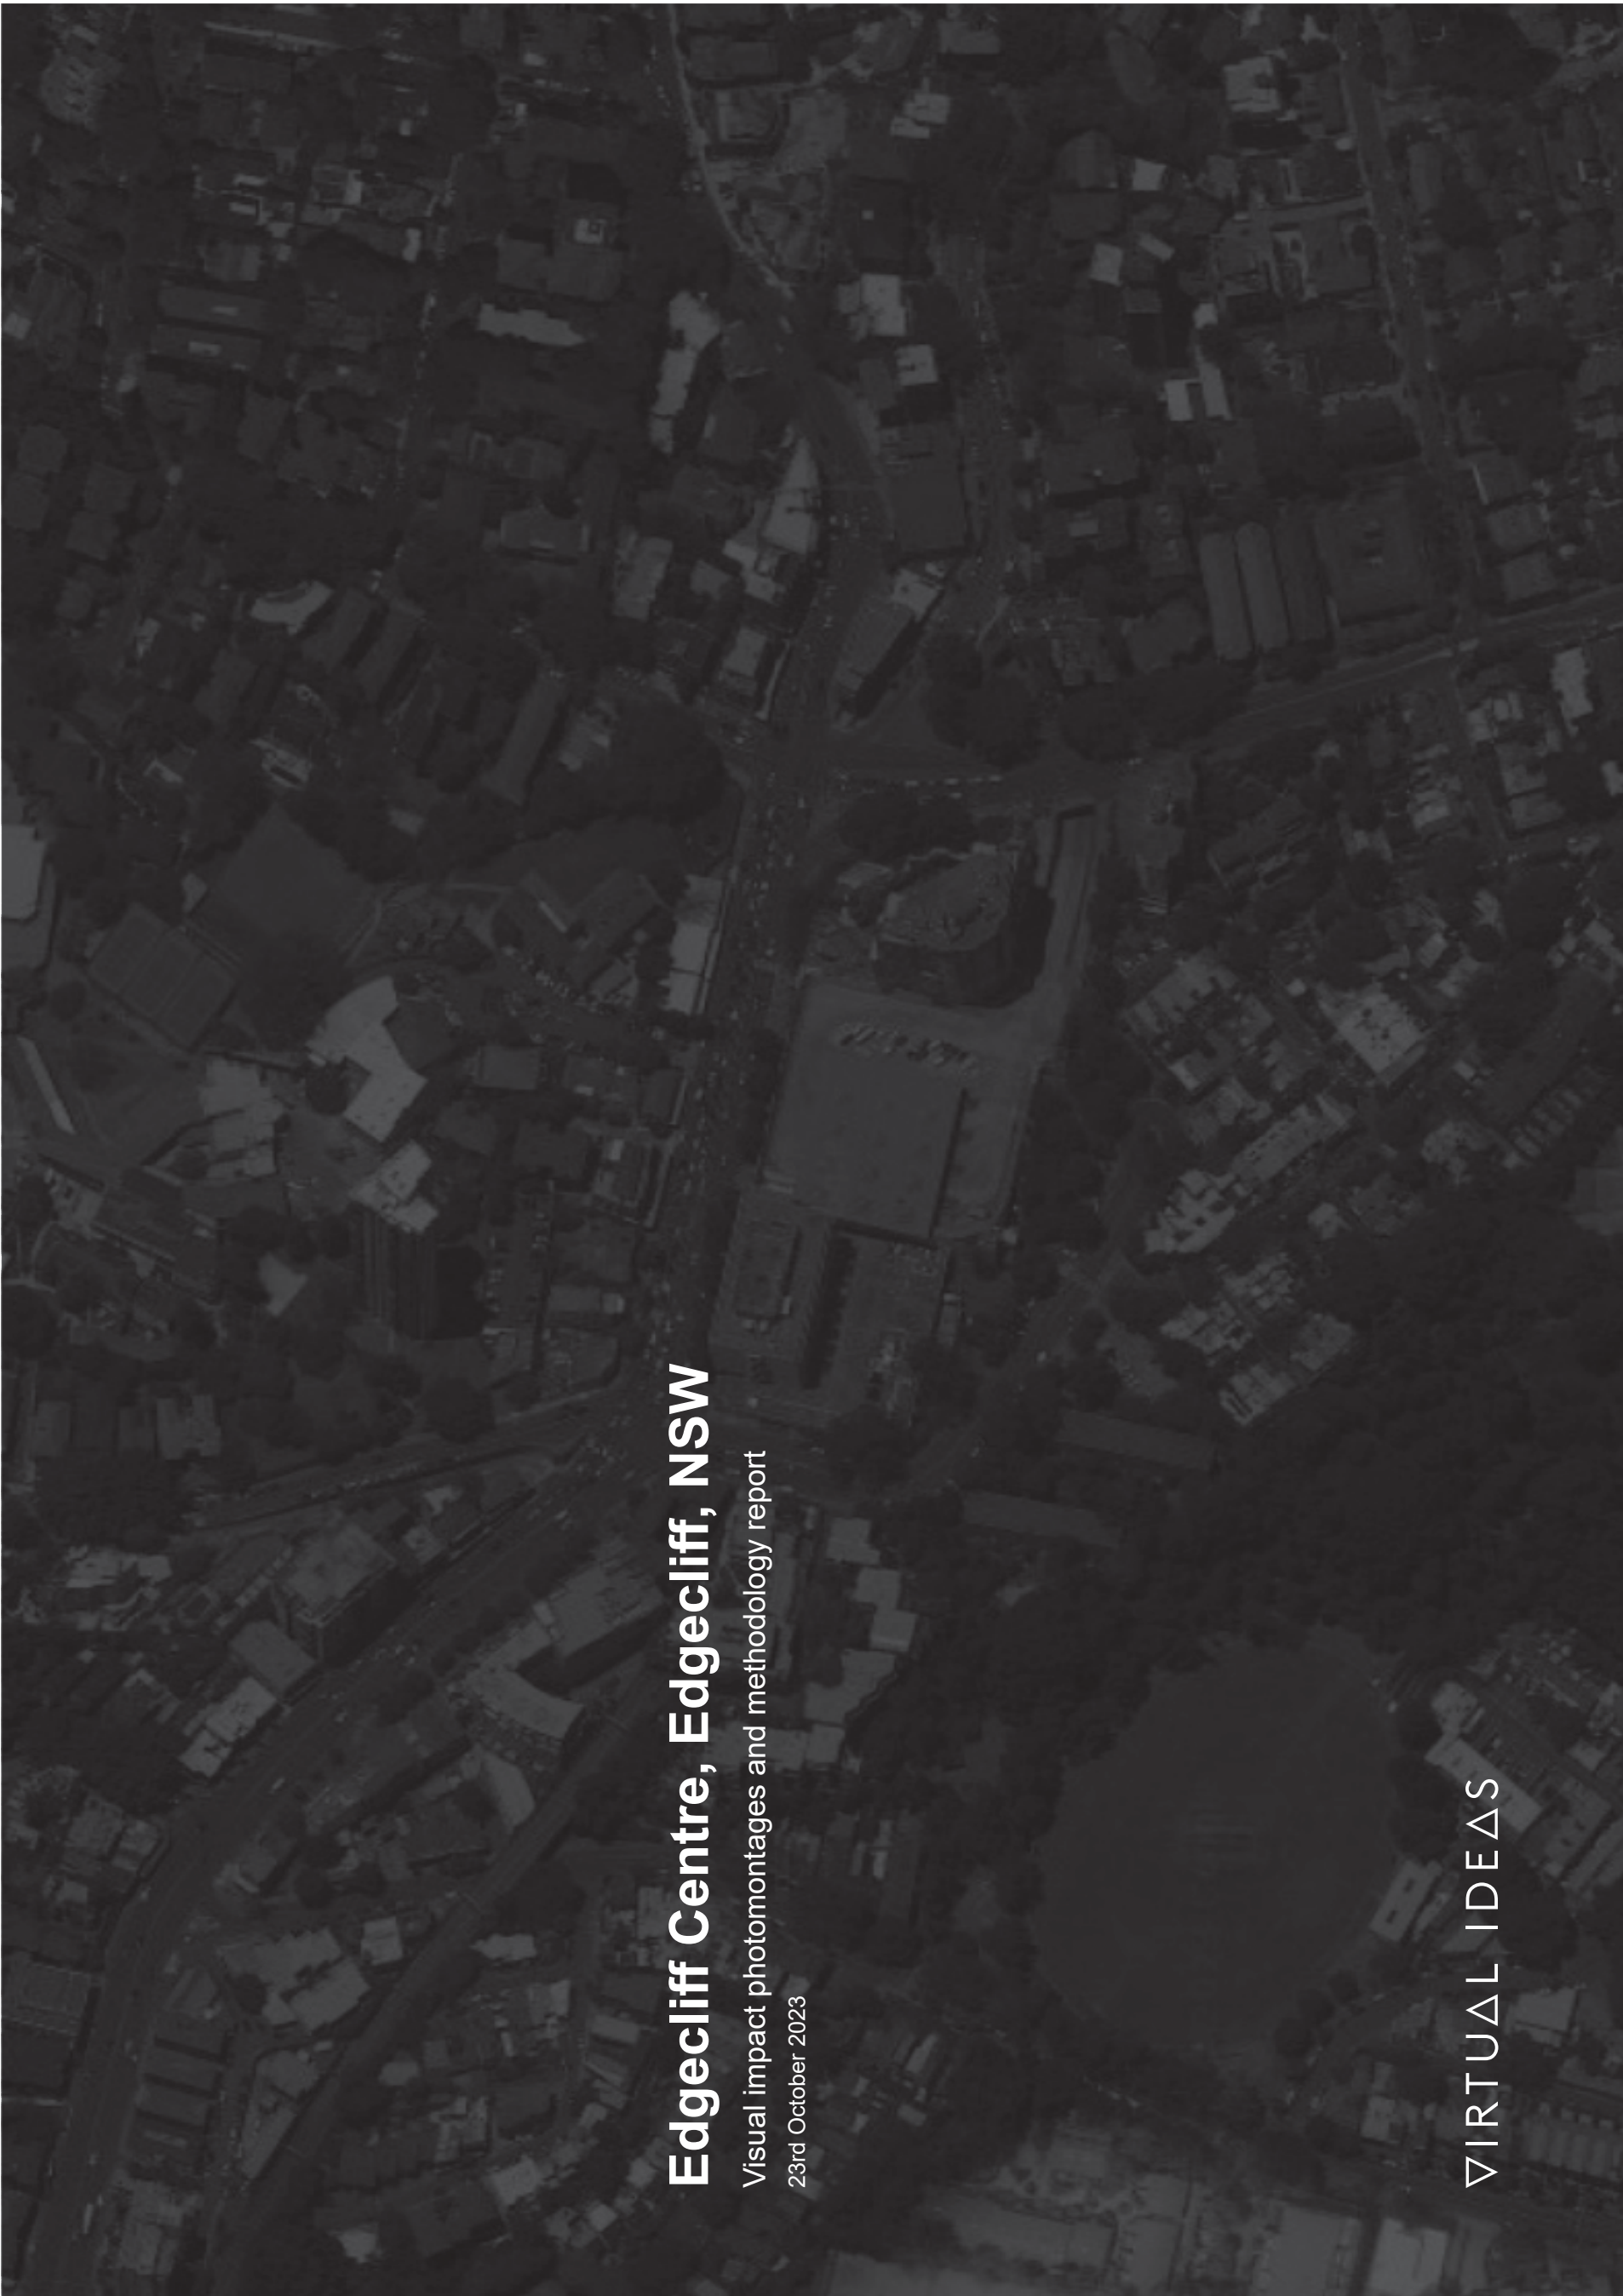 Edgecliff Centre, Edgecliff, NSW
Visual impact photomontages and methodology report
23rd October 2023
VIRTUAL IDEAS